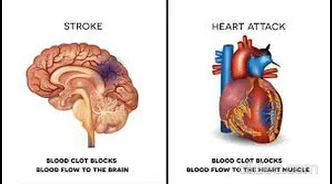 STROKE
BLOOD CLOT BLOCKS
BLOOD FLOW TO THE BRAIN
HEART ATTACK
BLOOD CLOT BLOCKS
BLOOD FLOW TO THE HEART MUSCLE